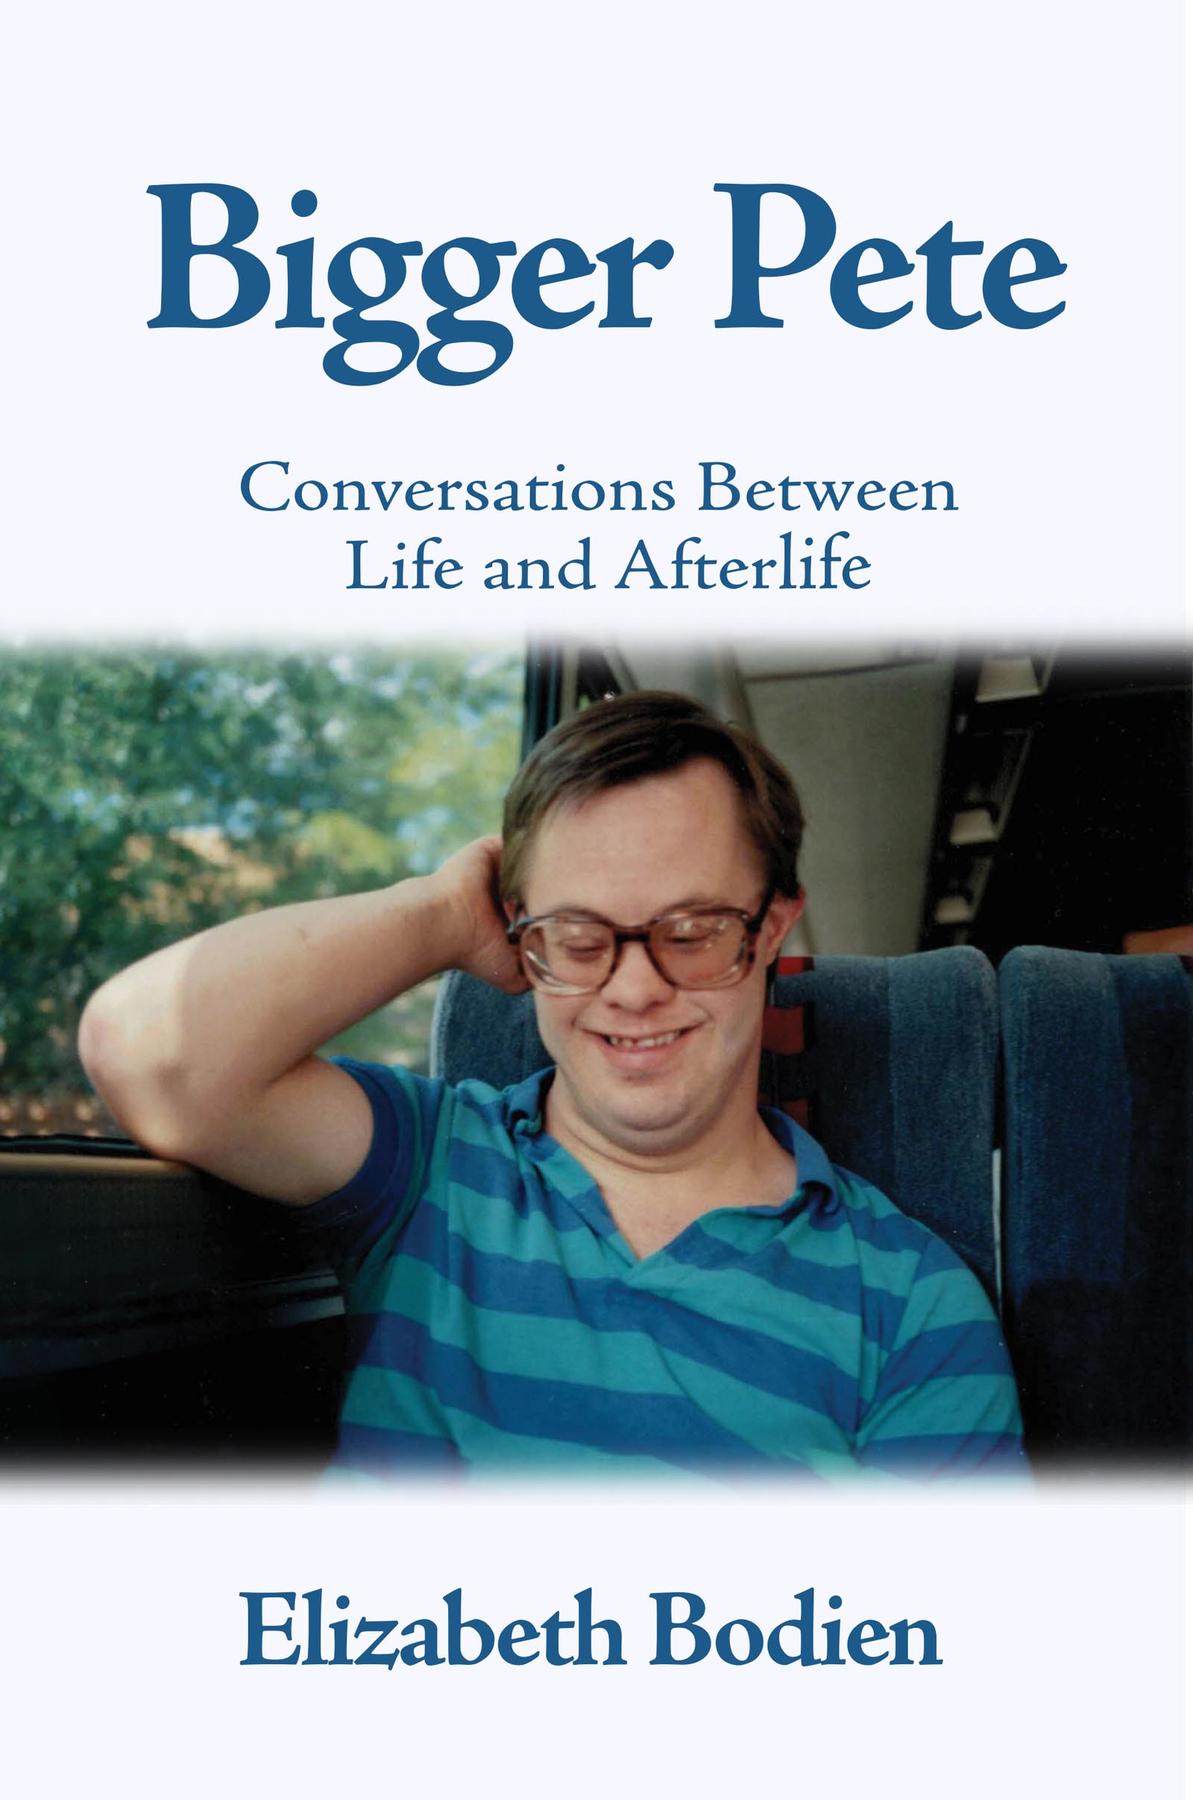 Bigger Pete
Conversations Between
Life and Afterlife
Elizabeth Bodien